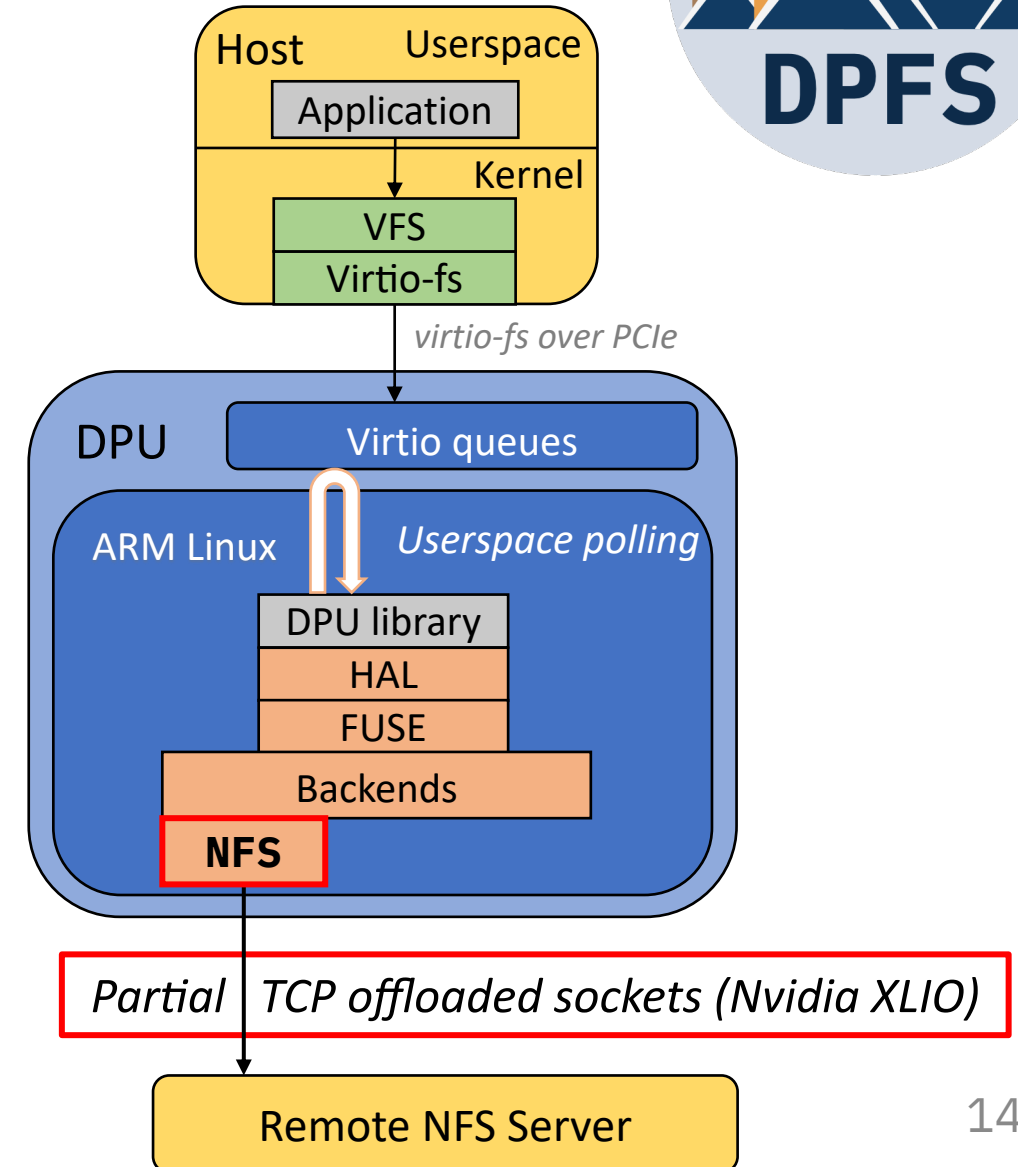 DPFS
Host
Userspace
Application
Kernel
VFS
Virtio-fs
virtio-fs over PCIe
DPU
Virtio queues
ARM Linux
Userspace polling
DPU library
HAL
FUSE
Backends
NFS
Partial TCP offloaded sockets (Nvidia XLIO)
Remote NFS Server
14